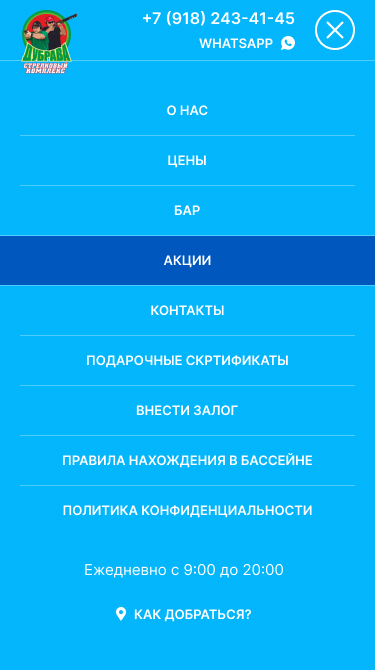 +7 (918) 243-41-45
WHATSAPP
ДУБРАВА
СТРЕЛКОВЫЙ
КОМПЛЕКС
О НАС
ЦЕНЫ
БАР
АКЦИИ
КОНТАКТЫ
ПОДАРОЧНЫЕ СКРТИФИКАТЫ
ВНЕСТИ ЗАЛОГ
ПРАВИЛА НАХОЖДЕНИЯ В БАССЕЙНЕ
ПОЛИТИКА КОНФИДЕНЦИАЛЬНОСТИ
Ежедневно с 9:00 до 20:00
КАК ДОБРАТЬСЯ?